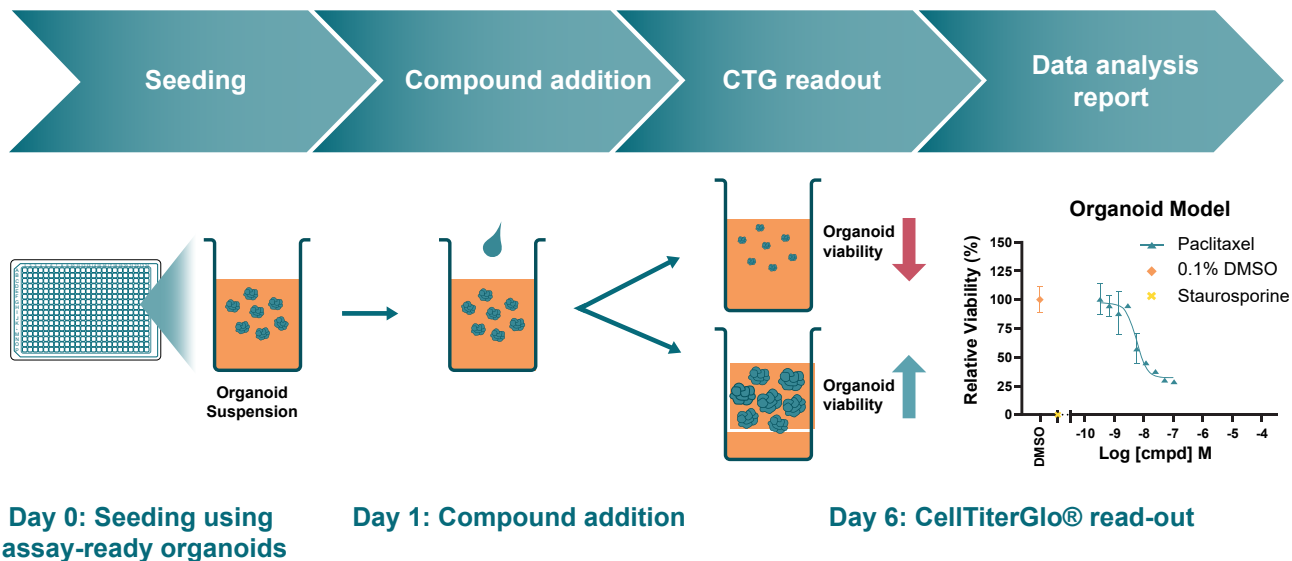 Seeding
Compound addition
CTG readout
Data analysis
report
Organoid
Suspension
Organoid
viability
Organoid
viability
Organoid Model
Paclitaxel
0.1% DMSO
Staurosporine
Relative Viability (%)
150
125
100
75
50
25
0
DMSO
-10 -9 -8 -7 -6 -5 -4
Log [cmpd] M
Day 0: Seeding using
assay-ready organoids
Day 1: Compound addition
Day 6: CellTiterGlo® read-out